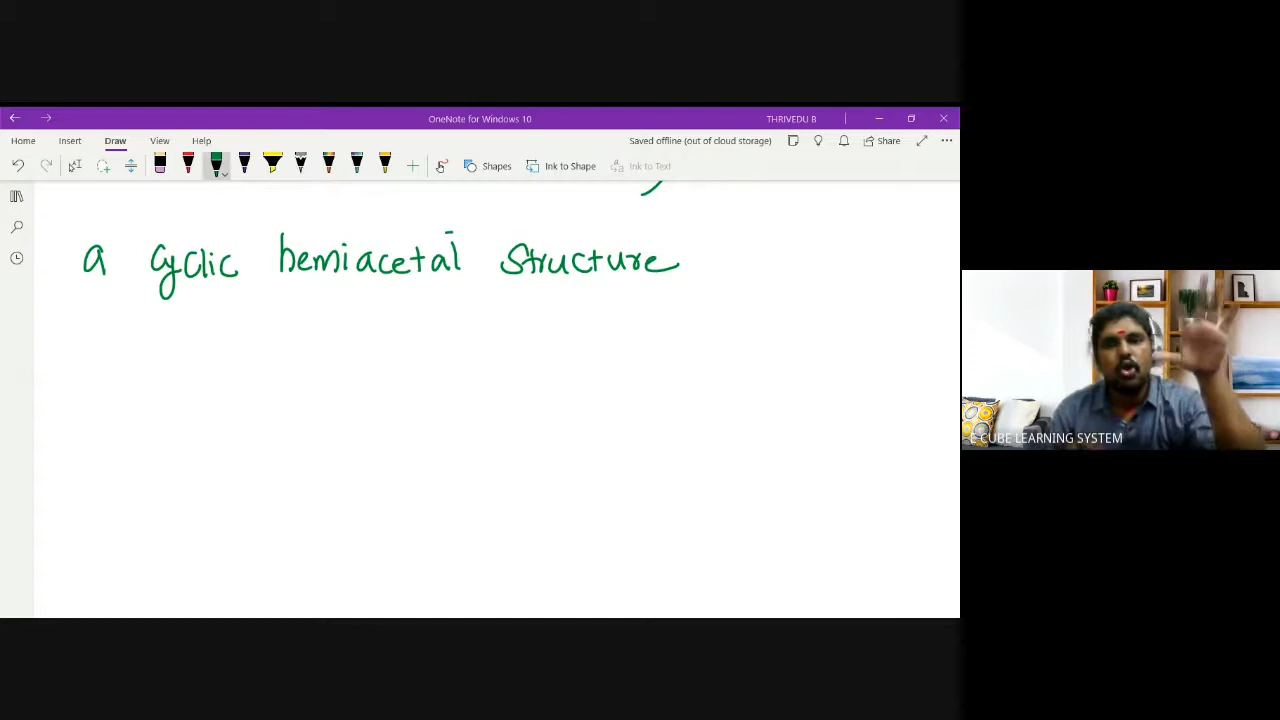 OneNote for Windows 10
THRIVEDU B
Home Insert Draw View Help
Saved offline (out of cloud storage)
Share
Shapes
Ink to Shape
Ink to Text
a cyclic hemiacetal structure
E CUBE LEARNING SYSTEM